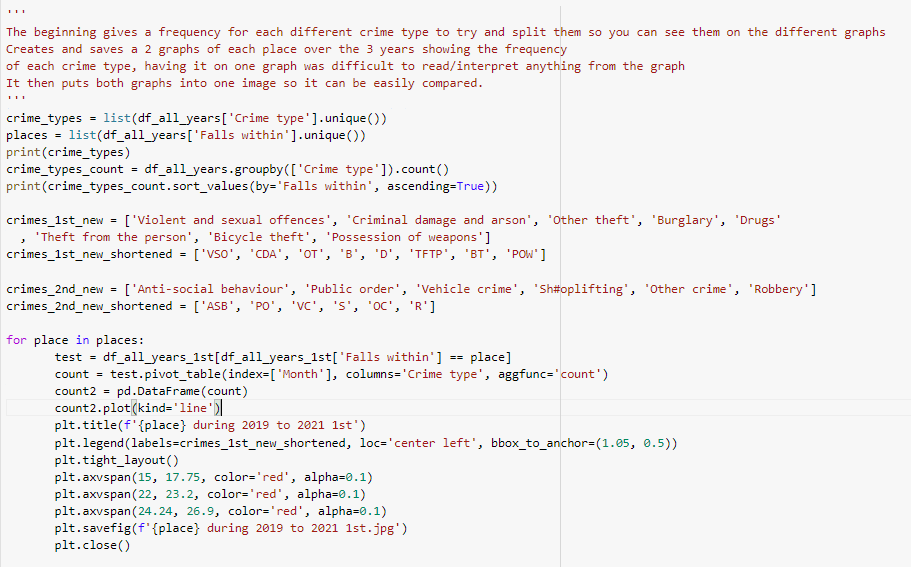 '''
The beginning gives a frequency for each different crime type to try and split them so you can see them on the different graphs
Creates and saves a 2 graphs of each place over the 3 years showing the frequency
of each crime type, having it on one graph was difficult to read/interpret anything from the graph
It then puts both graphs into one image so it can be easily compared.
'''
crime_types = list(df_all_years['Crime type'].unique())
places = list(df_all_years['Falls within'].unique())
print(crime_types)
crime_types_count = df_all_years.groupby(['Crime type']).count()
print(crime_types_count.sort_values(by='Falls within', ascending=True))
crimes_1st_new = ['Violent and sexual offences', 'Criminal damage and arson', 'Other theft', 'Burglary', 'Drugs'
, 'Theft from the person', 'Bicycle theft', 'Possession of weapons']
crimes_1st_new_shortened = ['VSO', 'CDA', 'OT', 'B', 'D', 'TFTP', 'BT', 'POW']
crimes_2nd_new = ['Anti-social behaviour', 'Public order', 'Vehicle crime', 'Sh#oplifting', 'Other crime', 'Robbery']
crimes_2nd_new_shortened = ['ASB', 'PO', 'VC', 'S', 'OC', 'R']
for place in places:
test = df_all_years_1st[df_all_years_1st['Falls within'] == place]
count = test.pivot_table(index=['Month'], columns='Crime type', aggfunc='count')
count2 = pd.DataFrame(count)
count2.plot(kind='line')
plt.title(f'{place} during 2019 to 2021 1st')
plt.legend(labels=crimes_1st_new_shortened, loc='center left', bbox_to_anchor=(1.05, 0.5))
plt.tight_layout()
plt.axvspan(15, 17.75, color='red', alpha=0.1)
plt.axvspan(22, 23.2, color='red', alpha=0.1)
plt.axvspan(24.24, 26.9, color='red', alpha=0.1)
plt.savefig(f'{place} during 2019 to 2021 1st.jpg')
plt.close()